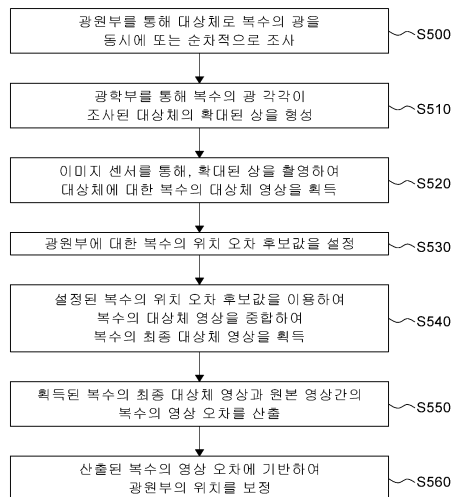 광원부를 통해 대상체로 복수의 광을
동시에 또는 순차적으로 조사
S500
광학부를 통해 복수의 광 각각이
조사된 대상체의 확대된 상을 형성
S510
이미지 센서를 통해, 확대된 상을 촬영하여
대상체에 대한 복수의 대상체 영상을 획득
S520
광원부에 대한 복수의 위치 오차 후보값을 설정
S530
설정된 복수의 위치 오차 후보값을 이용하여
복수의 대상체 영상을 중합하여
복수의 최종 대상체 영상을 획득
S540
획득된 복수의 최종 대상체 영상과 원본 영상간의
복수의 영상 오차를 산출
S550
산출된 복수의 영상 오차에 기반하여
광원부의 위치를 보정
S560